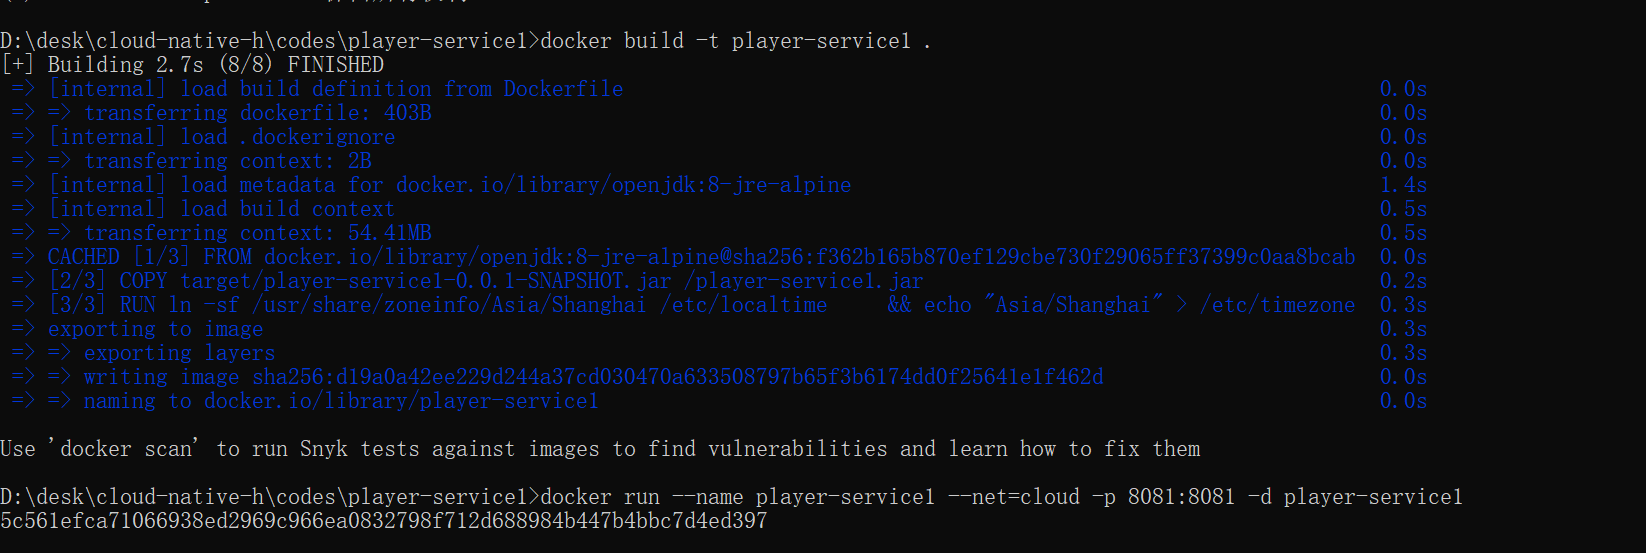 D:\desk\cloud-native-h\codes\player-service1>docker build -t player-service1 .
[+] Building 2.7s (8/8) FINISHED
=> [internal] load build definition from Dockerfile 0.0s
=> => transferring dockerfile: 403B 0.0s
=> [internal] load .dockerignore 0.0s
=> => transferring context: 2B 0.0s
=> [internal] load metadata for docker.io/library/openjdk:8-jre-alpine 1.4s
=> [internal] load build context 0.5s
=> => transferring context: 54.41MB 0.5s
=> CACHED [1/3] FROM docker.io/library/openjdk:8-jre-alpine@sha256:f362b165b870ef129cbe730f29065ff37399c0aa8bcab 0.0s
=> [2/3] COPY target/player-service1-0.0.1-SNAPSHOT.jar /player-service1.jar 0.2s
=> [3/3] RUN ln -sf /usr/share/zoneinfo/Asia/Shanghai /etc/localtime     && echo "Asia/Shanghai" > /etc/timezone 0.3s
=> exporting to image 0.3s
=> => exporting layers 0.3s
=> => writing image sha256:d19a0a42ee229d244a37cd030470a633508797b65f3b6174dd0f25641e1f462d 0.0s
=> => naming to docker.io/library/player-service1 0.0s
Use 'docker scan' to run Snyk tests against images to find vulnerabilities and learn how to fix them
D:\desk\cloud-native-h\codes\player-service1>docker run --name player-service1 --net=cloud -p 8081:8081 -d player-service1
5c561efca71066938ed2969c966ea0832798f712d688984b447b4bbc7d4ed397